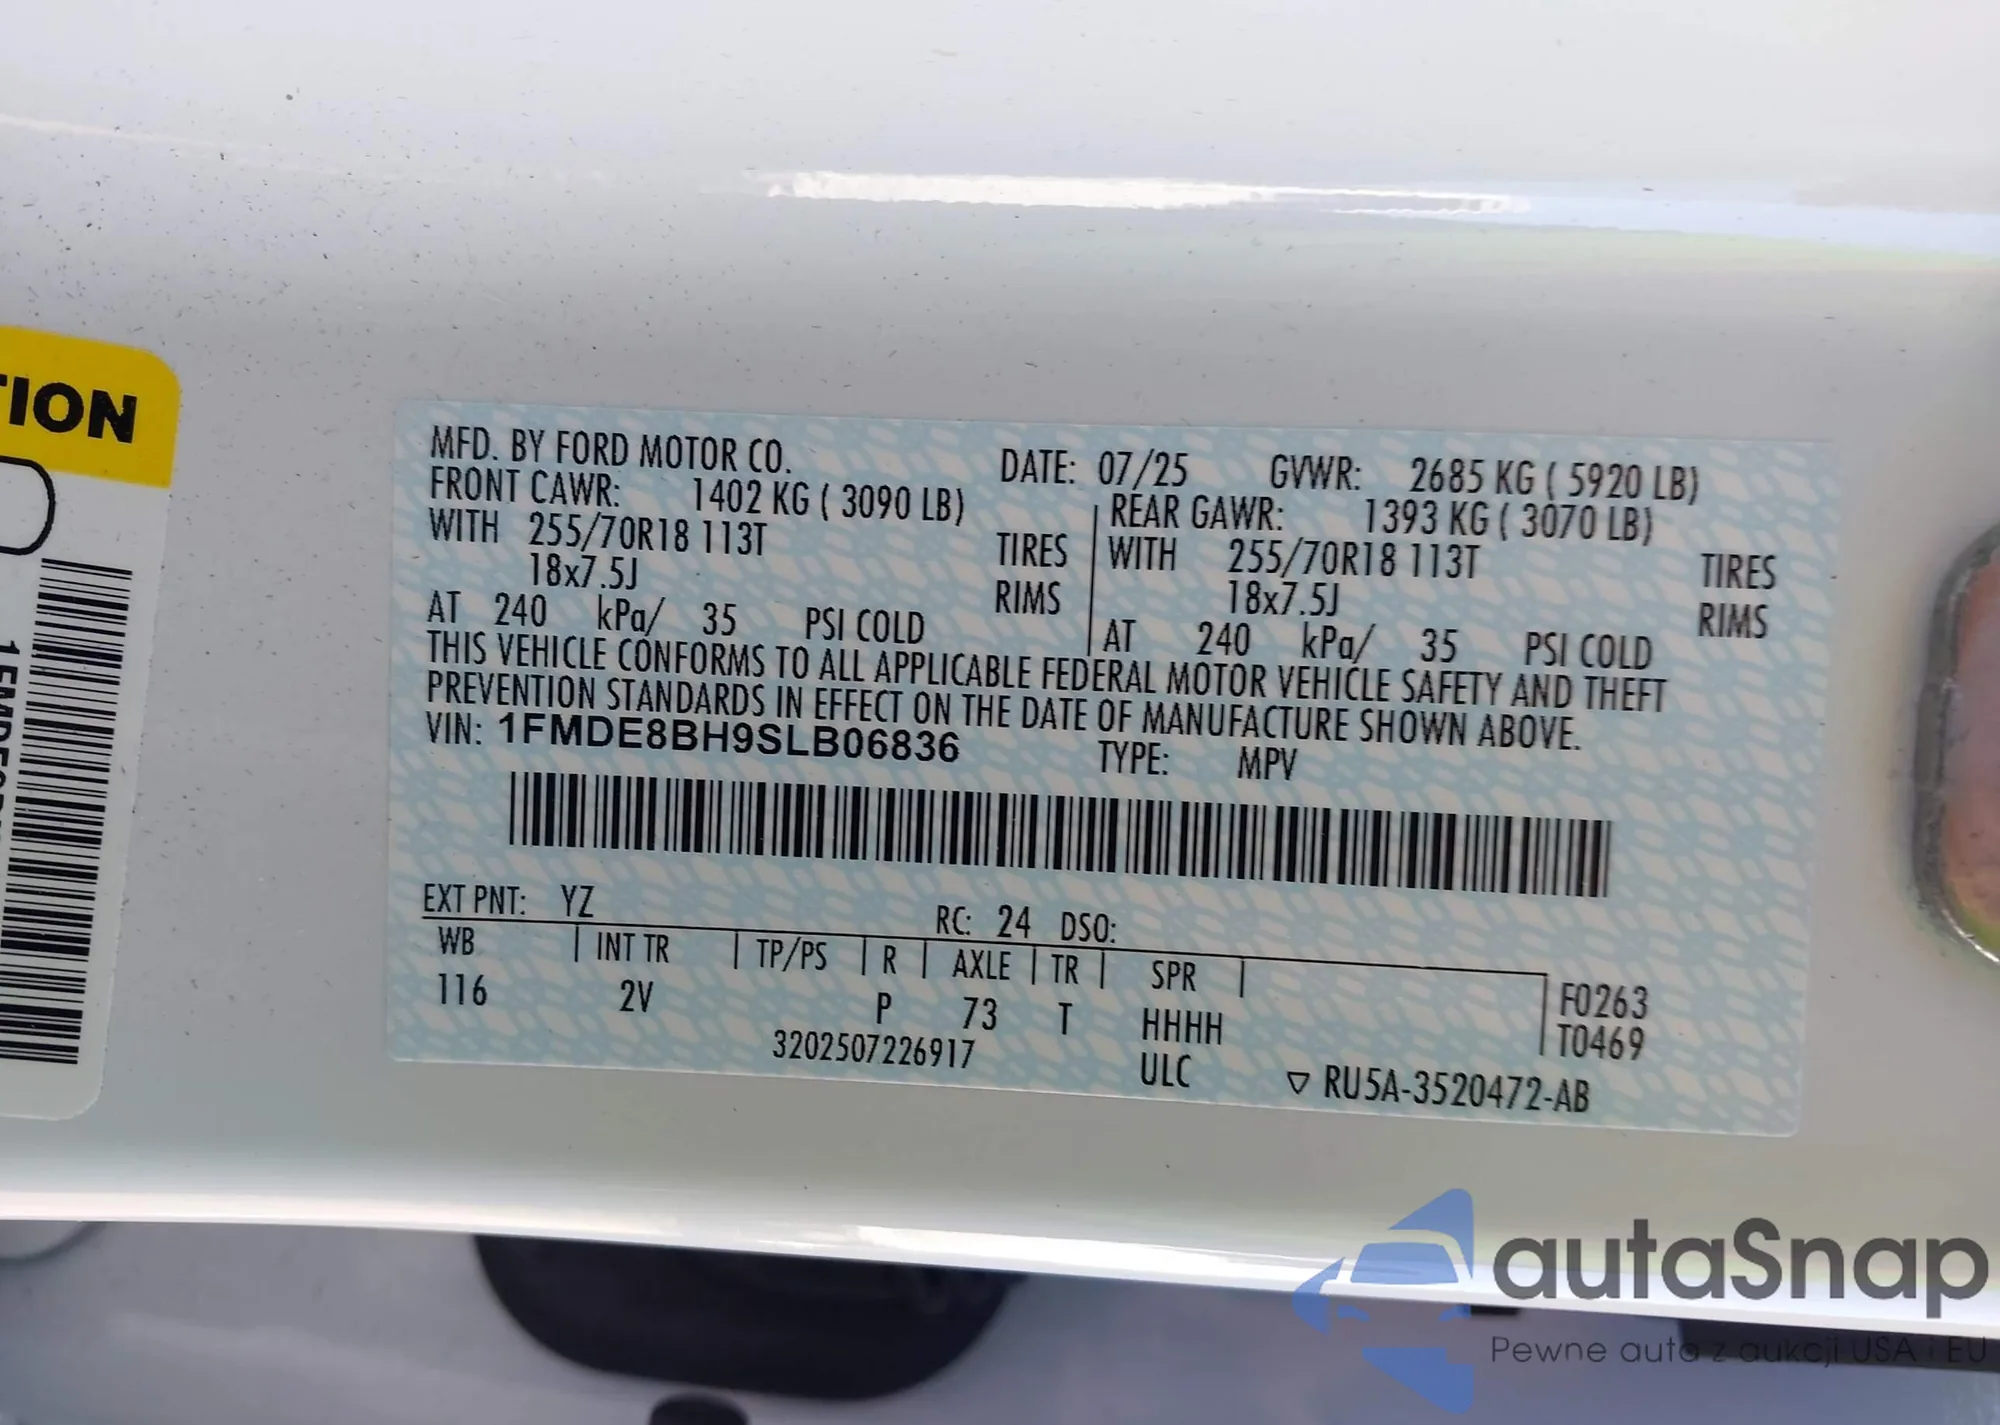 TION
MFD. BY FORD MOTOR CO. DATE: 07/25 GVWR: 2685 KG ( 5920 LB)
FRONT GAWR: 1402 KG ( 3090 LB) REAR GAWR: 1393 KG ( 3070 LB)
WITH 255/70R18 113T TIRES WITH 255/70R18 113T TIRES
18x7.5J RIMS 18x7.5J RIMS
AT 240 kPa/ 35 PSI COLD AT 240 kPa/ 35 PSI COLD
THIS VEHICLE CONFORMS TO ALL APPLICABLE FEDERAL MOTOR VEHICLE SAFETY AND THEFT
PREVENTION STANDARDS IN EFFECT ON THE DATE OF MANUFACTURE SHOWN ABOVE.
VIN: 1FMDE8BH9SLB06836 TYPE: MPV
EXT PNT: YZ RC: 24 DSO:
WB INT TR TP/PS R AXLE TR SPR F0263
116 2V P 73 T HHHH T0469
3202507226917 ULC ▽ RU5A-3520472-AB
autaSnap
Pewne auta z aukcji USA i EU